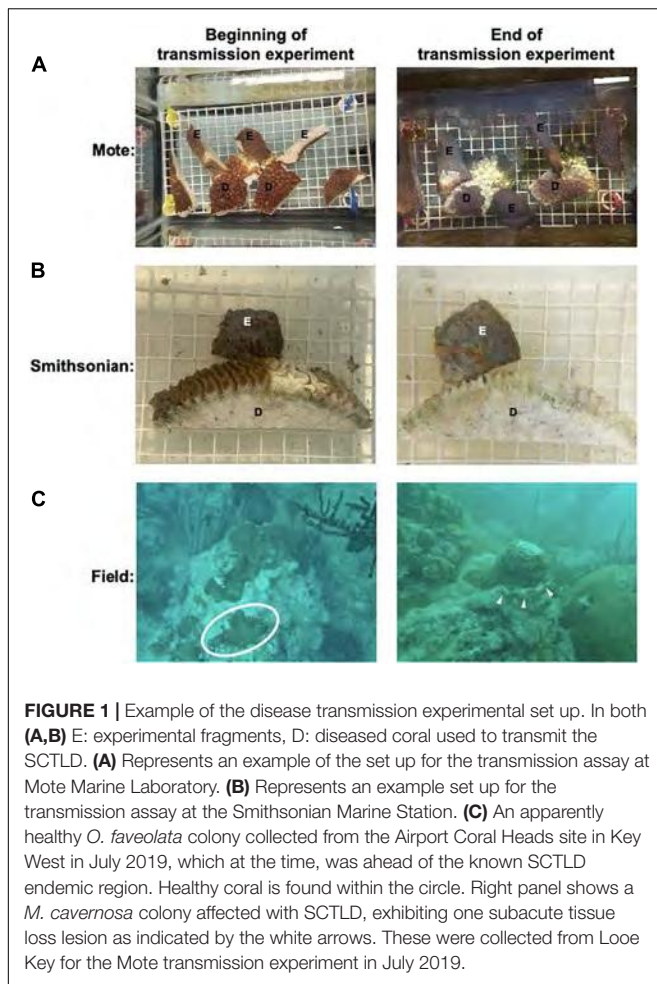 Beginning of
transmission experiment
End of
transmission experiment
A
Mote:
E
E
E
D
D
E
E
D
D
E
B
Smithsonian:
E
D
E
D
C
Field:
FIGURE 1 | Example of the disease transmission experimental set up. In both
(A,B) E: experimental fragments, D: diseased coral used to transmit the
SCTLD. (A) Represents an example of the set up for the transmission assay at
Mote Marine Laboratory. (B) Represents an example set up for the
transmission assay at the Smithsonian Marine Station. (C) An apparently
healthy O. faveolata colony collected from the Airport Coral Heads site in Key
West in July 2019, which at the time, was ahead of the known SCTLD
endemic region. Healthy coral is found within the circle. Right panel shows a
M. cavernosa colony affected with SCTLD, exhibiting one subacute tissue
loss lesion as indicated by the white arrows. These were collected from Looe
Key for the Mote transmission experiment in July 2019.